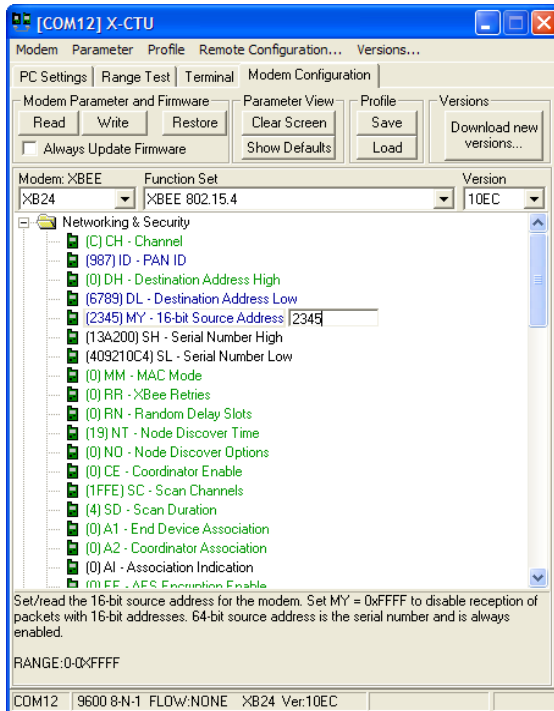 [COM12] X-CTU
Modem Parameter Profile Remote Configuration... Versions...
PC Settings Range Test Terminal Modem Configuration
Modem Parameter and Firmware Parameter View Profile Versions
Read Write Restore Clear Screen Save Download new versions...
Always Update Firmware Show Defaults Load
Modem: XBEE Function Set Version
XB24 XBEE 802.15.4 10EC
Networking & Security
(C) CH - Channel
(987) ID - PAN ID
(0) DH - Destination Address High
(6789) DL - Destination Address Low
(2345) MY - 16-bit Source Address 2345
(13A200) SH - Serial Number High
(409210C4) SL - Serial Number Low
(0) MM - MAC Mode
(0) RR - XBee Retries
(0) RN - Random Delay Slots
(19) NT - Node Discover Time
(0) NO - Node Discover Options
(0) CE - Coordinator Enable
(1FFE) SC - Scan Channels
(4) SD - Scan Duration
(0) A1 - End Device Association
(0) A2 - Coordinator Association
(0) AI - Association Indication
(0) EE - AES Encryption Enable
Set/read the 16-bit source address for the modem. Set MY = 0xFFFF to disable reception of
packets with 16-bit addresses. 64-bit source address is the serial number and is always
enabled.
RANGE:0-0XFFFF
COM12 9600 8-N-1 FLOW:NONE XB24 Ver:10EC